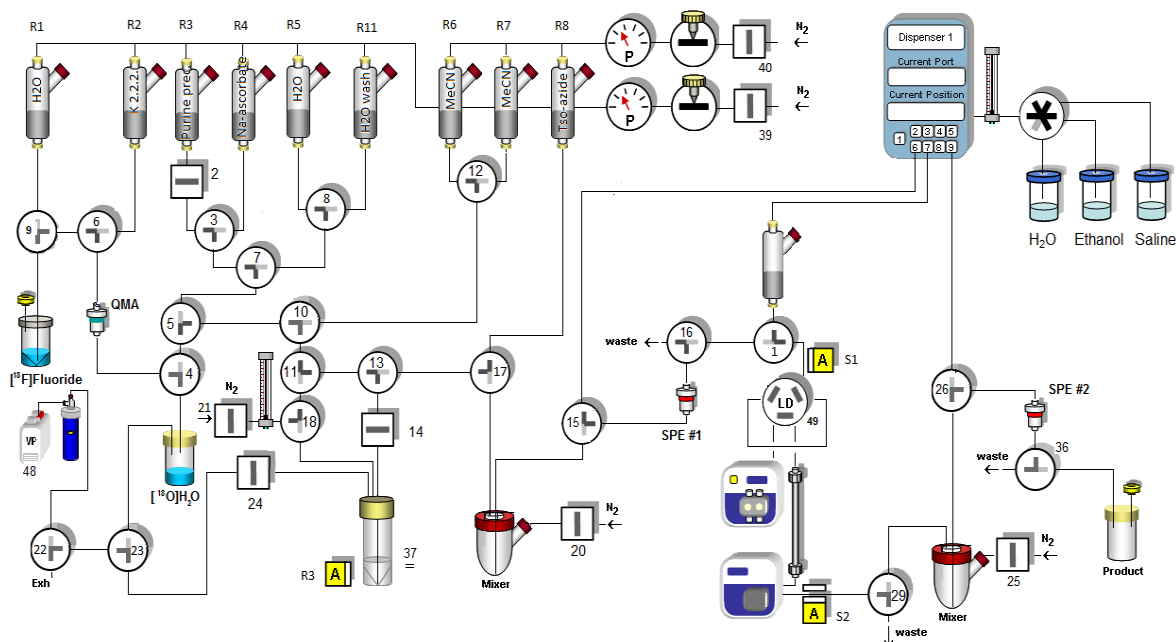 R1 R2 R3 R4 R5 R11 R6 R7 R8
N2
Dispenser 1
Current Port
Current Position
2 3 4 5
1
6 7 8 9
P
40
N2
P
39
H2O
K 2.2.2.
Purine prec.
Na-ascorbate
H2O
H2O wash
MeCN
MeCN
Tso-azide
2
12
8
3
9
6
7
H2O Ethanol Saline
QMA
5
10
16
waste
1
A S1
[18F]Fluoride
4
N2
11
13
17
26
SPE #2
LD
49
21
18
14
15
SPE #1
VP
48
36
waste
[18O]H2O
24
22
23
Exh
R3 A
37
=
Mixer
N2
20
Product
N2
25
Mixer
29
A S2
waste